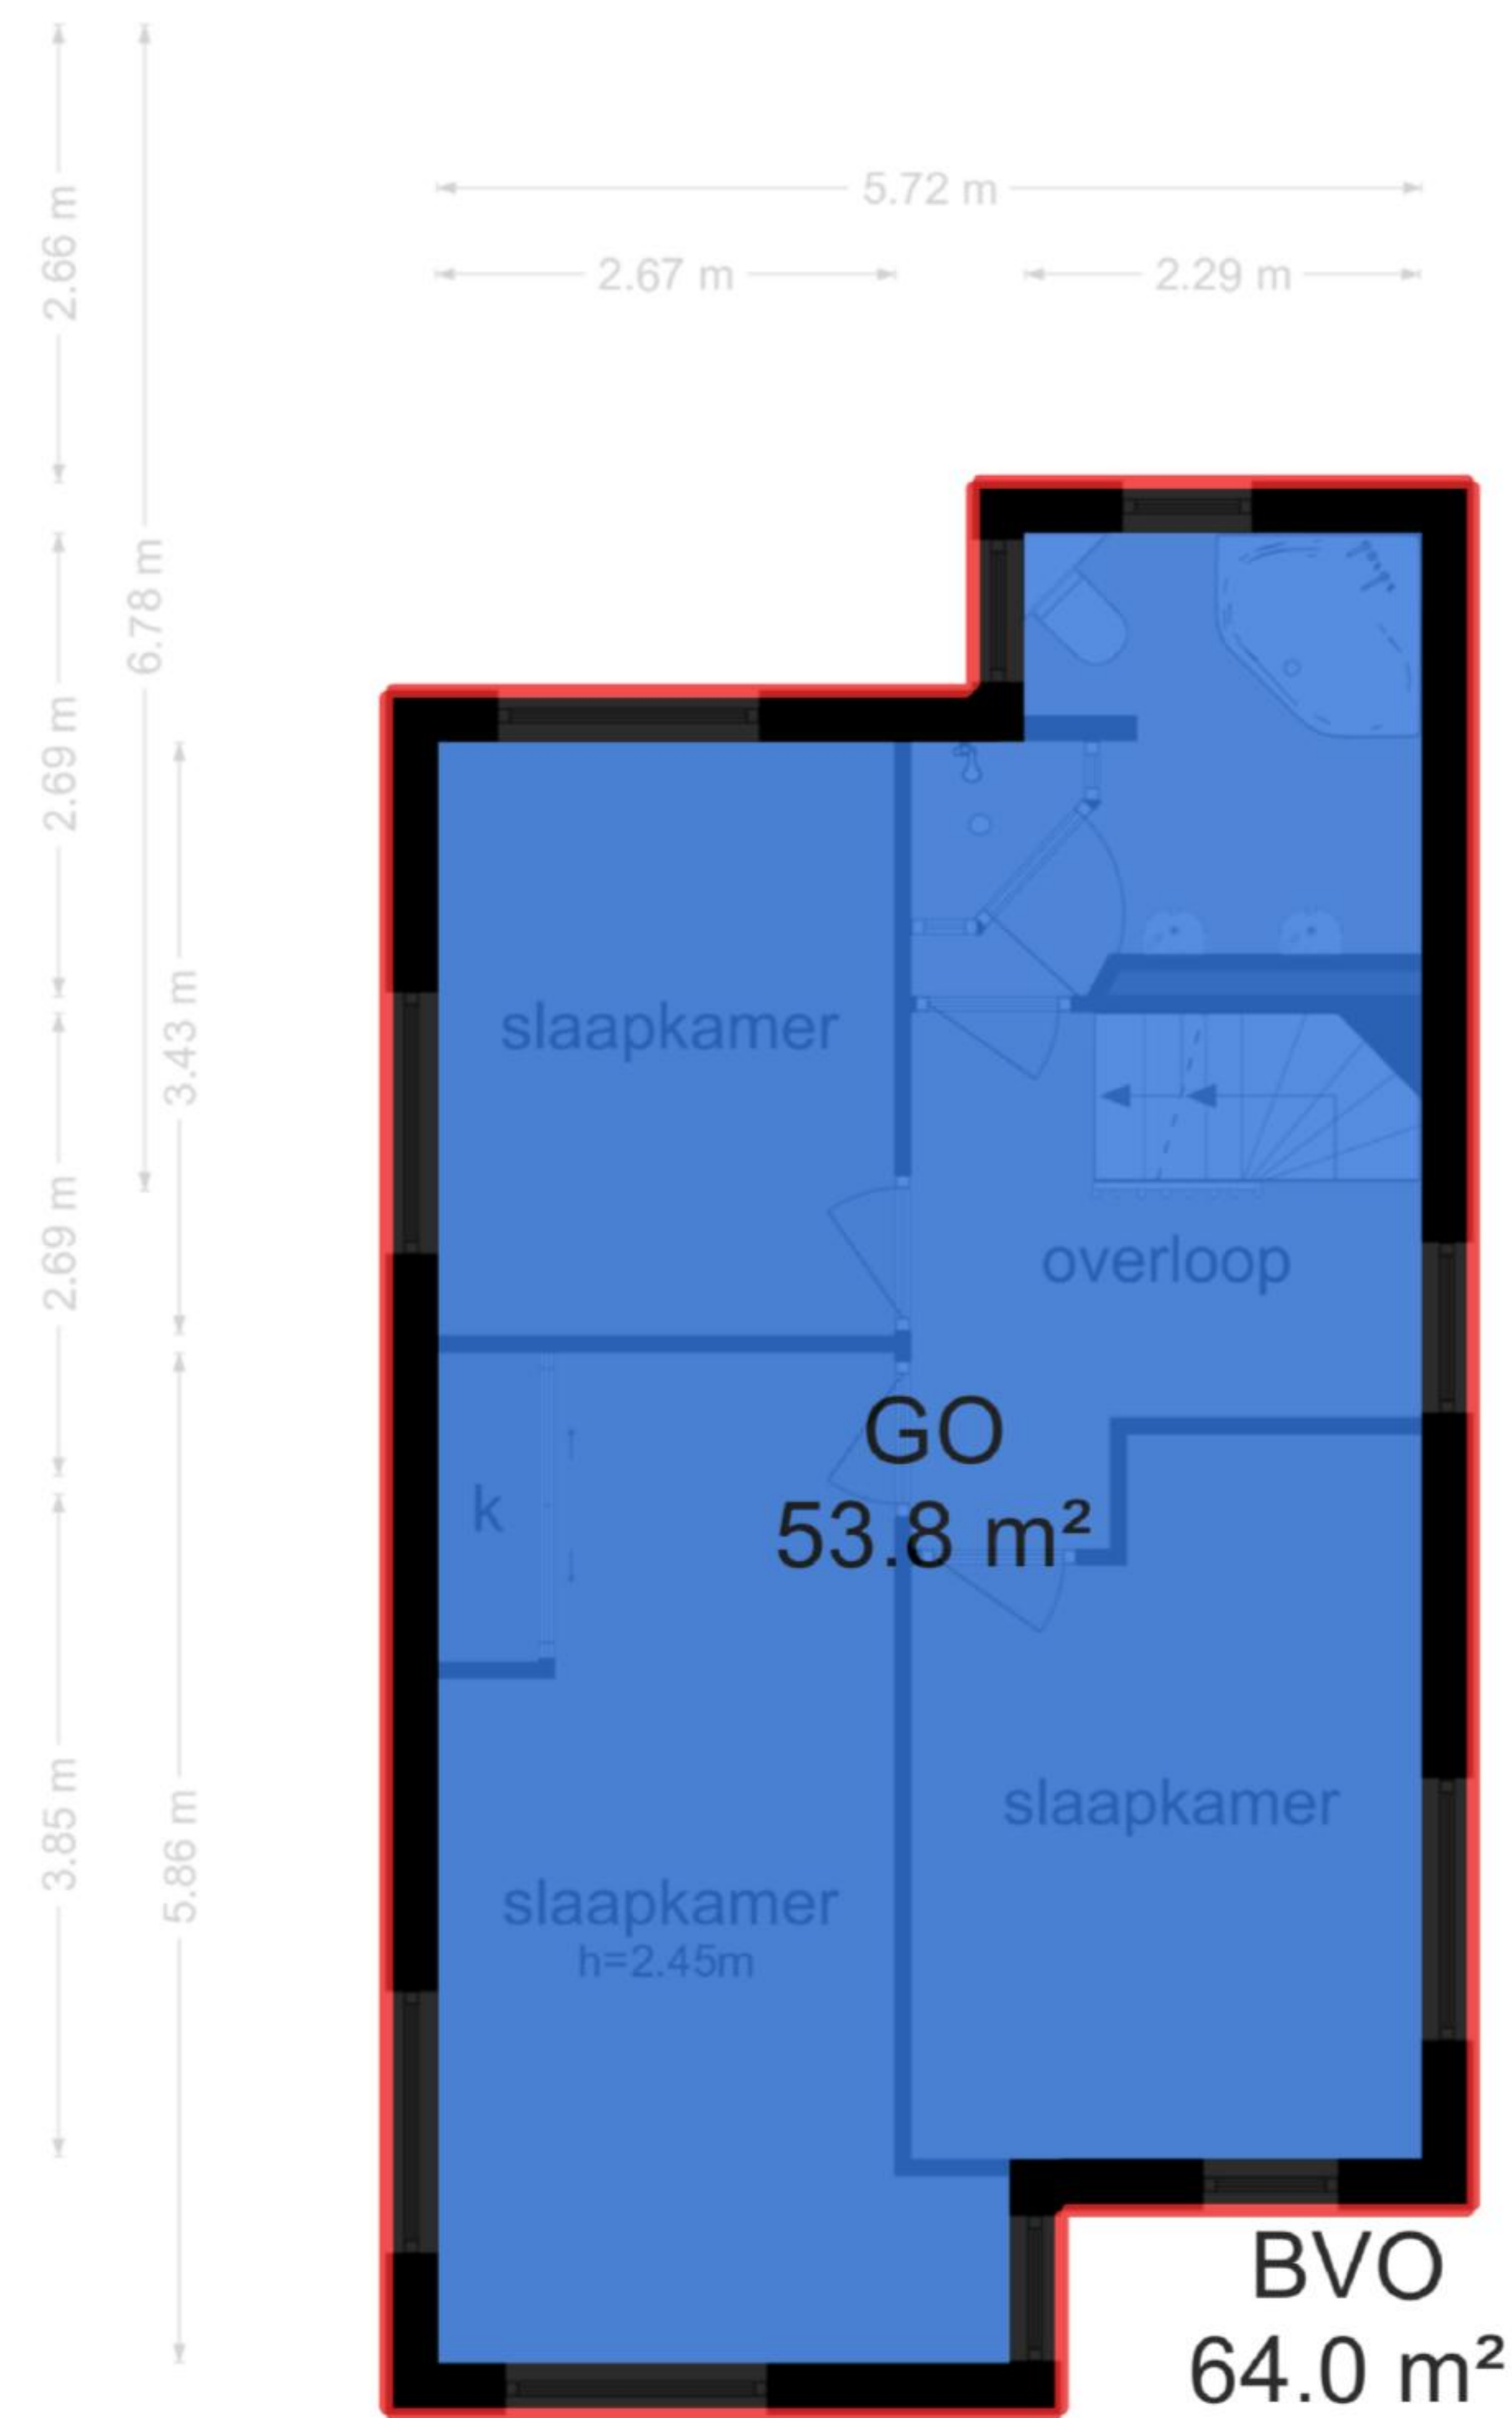 5.72 m
2.67 m
2.29 m
2.66 m
6.78 m
2.69 m
3.43 m
slaapkamer
2.69 m
overloop
GO
53.8 m²
k
3.85 m
5.86 m
slaapkamer
slaapkamer
h=2.45m
BVO
64.0 m²